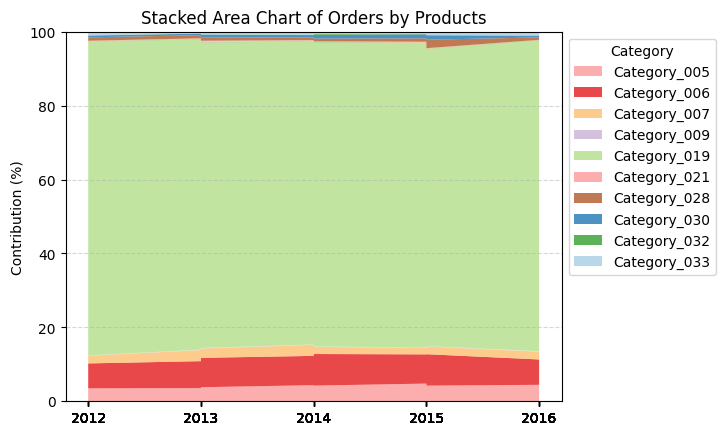 Stacked Area Chart of Orders by Products
Contribution (%)
100
80
60
40
20
0
2012 2013 2014 2015 2016
Category
Category_005
Category_006
Category_007
Category_009
Category_019
Category_021
Category_028
Category_030
Category_032
Category_033